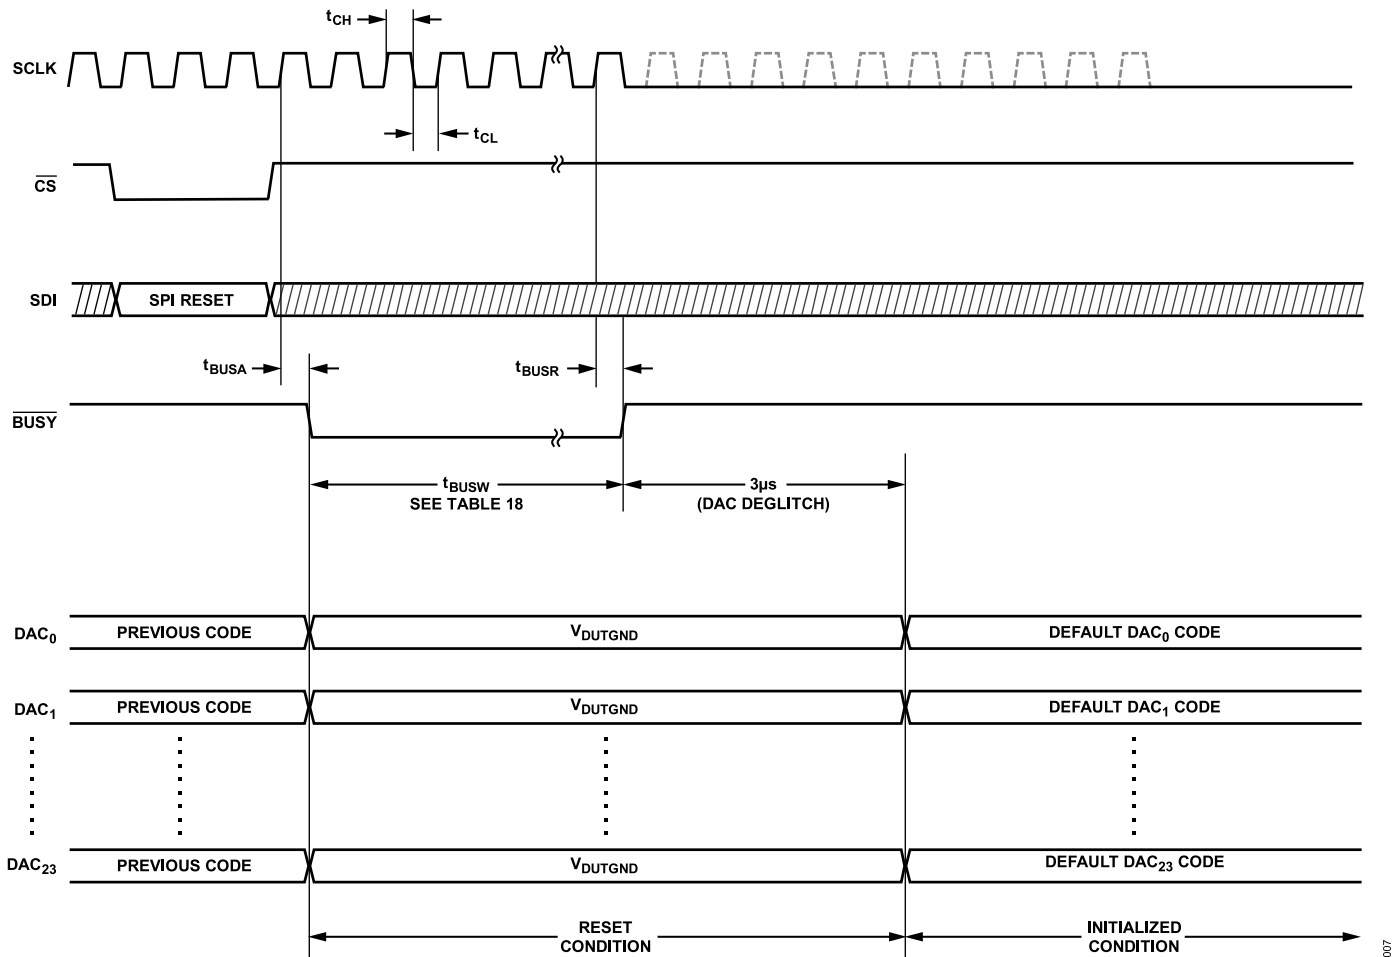 tCH
SCLK
tCL
CS
SDI
SPI RESET
tBUSA
tBUSR
BUSY
tBUSW
SEE TABLE 18
3µs
(DAC DEGLITCH)
DAC0
PREVIOUS CODE
VDUTGND
DEFAULT DAC0 CODE
DAC1
PREVIOUS CODE
VDUTGND
DEFAULT DAC1 CODE
DAC23
PREVIOUS CODE
VDUTGND
DEFAULT DAC23 CODE
RESET
CONDITION
INITIALIZED
CONDITION
007